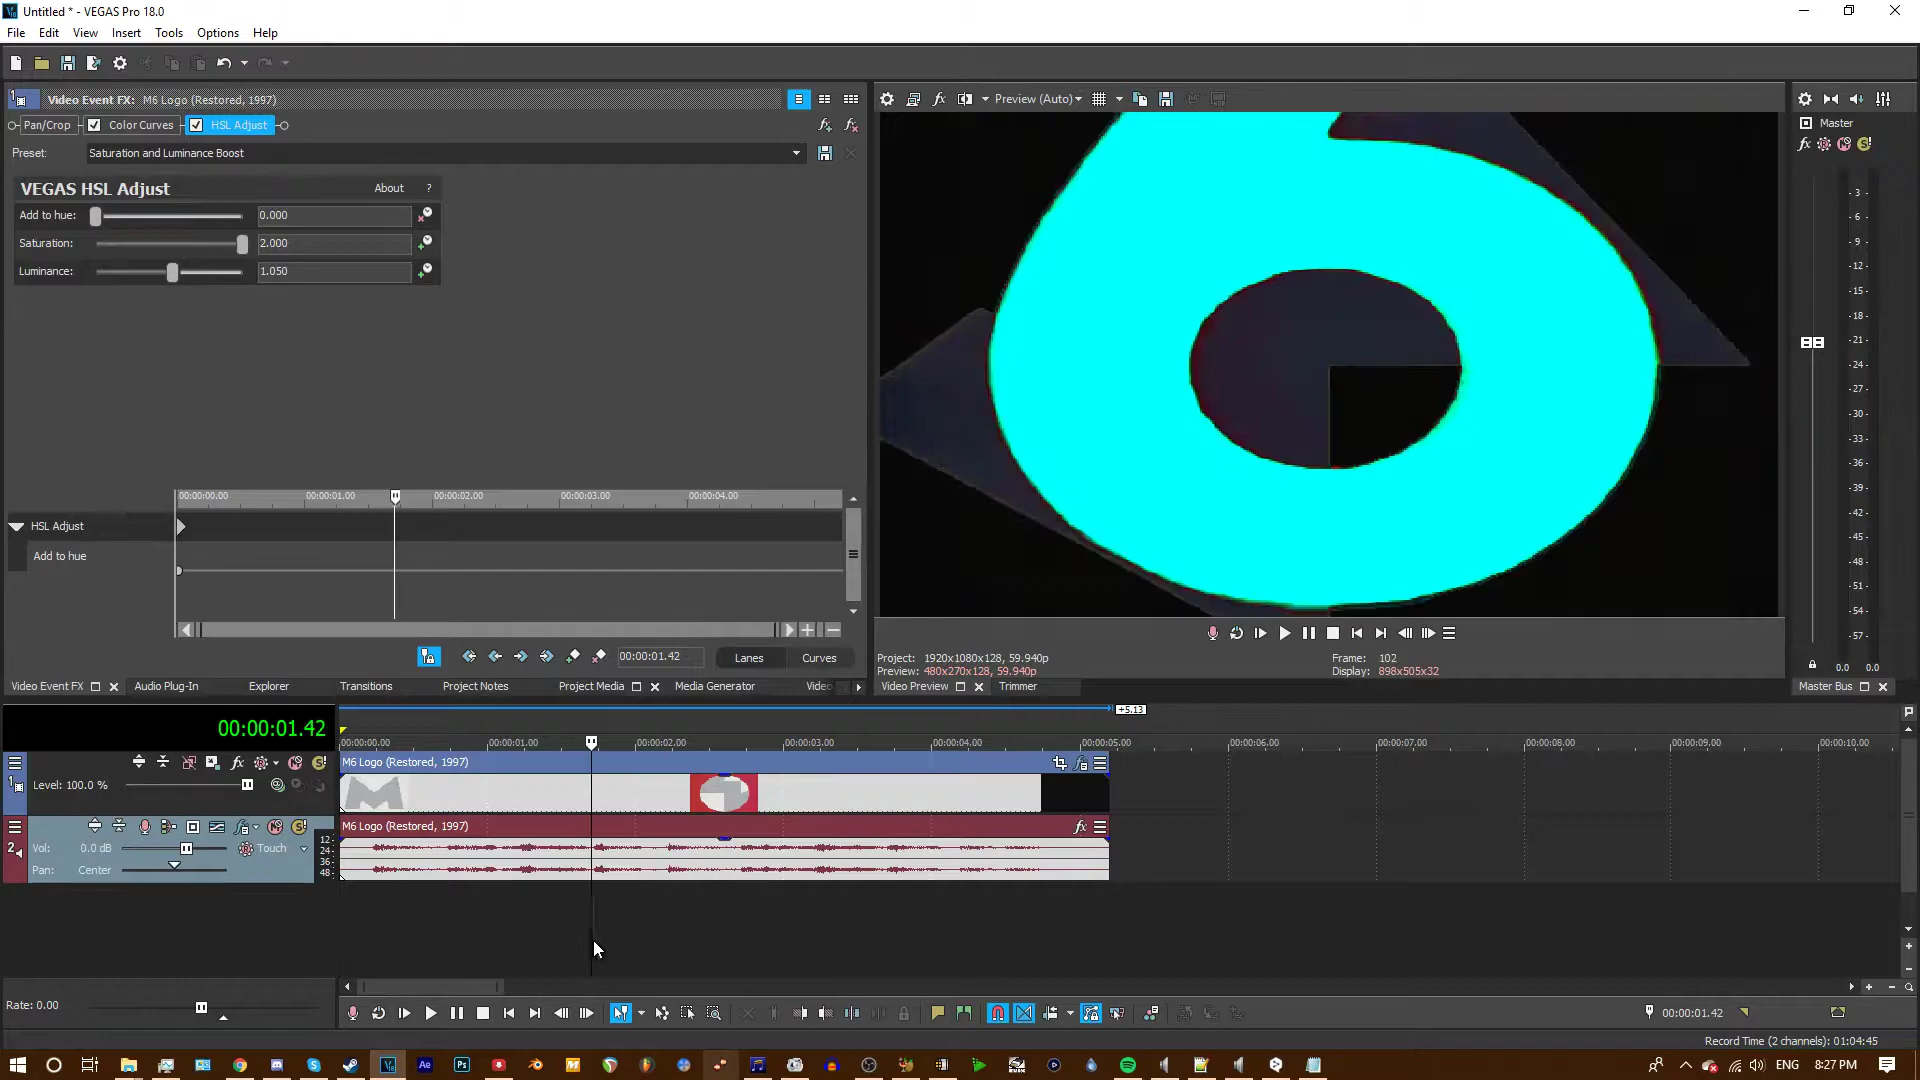 Untitled * - VEGAS Pro 18.0
File Edit View Insert Tools Options Help
Video Event FX: M6 Logo (Restored, 1997)
Pan/Crop Color Curves HSL Adjust
Preset: Saturation and Luminance Boost
VEGAS HSL Adjust About ?
Add to hue: 0.000
Saturation: 2.000
Luminance: 1.050
00:00:00.00 00:00:01.00 00:00:02.00 00:00:03.00 00:00:04.00
HSL Adjust
Add to hue
00:00:01.42 Lanes Curves
Video Event FX Audio Plug-In Explorer Transitions Project Notes Project Media Media Generator Video
Preview (Auto)
6
Project: 1920x1080x128, 59.940p
Preview: 480x270x128, 59.940p
Frame: 102
Display: 898x505x32
Video Preview Trimmer
Master
fx
-3-
-6-
-9-
-12-
-15-
-18-
-21-
-24-
-27-
-30-
-33-
-36-
-39-
-42-
-45-
-48-
-51-
-54-
-57-
0.0 0.0
Master Bus
00:00:01.42
+5.13
00:00:00.00 00:00:01.00 00:00:02.00 00:00:03.00 00:00:04.00 00:00:05.00 00:00:06.00 00:00:07.00 00:00:08.00 00:00:09.00 00:00:10.00
1
Level: 100.0 %
M6 Logo (Restored, 1997)
M
2
Vol: 0.0 dB Touch
Pan: Center
12-
24-
36-
48-
M6 Logo (Restored, 1997)
fx
Rate: 0.00
00:00:01.42
Record Time (2 channels): 01:04:45
Ae Ps
ENG 8:27 PM